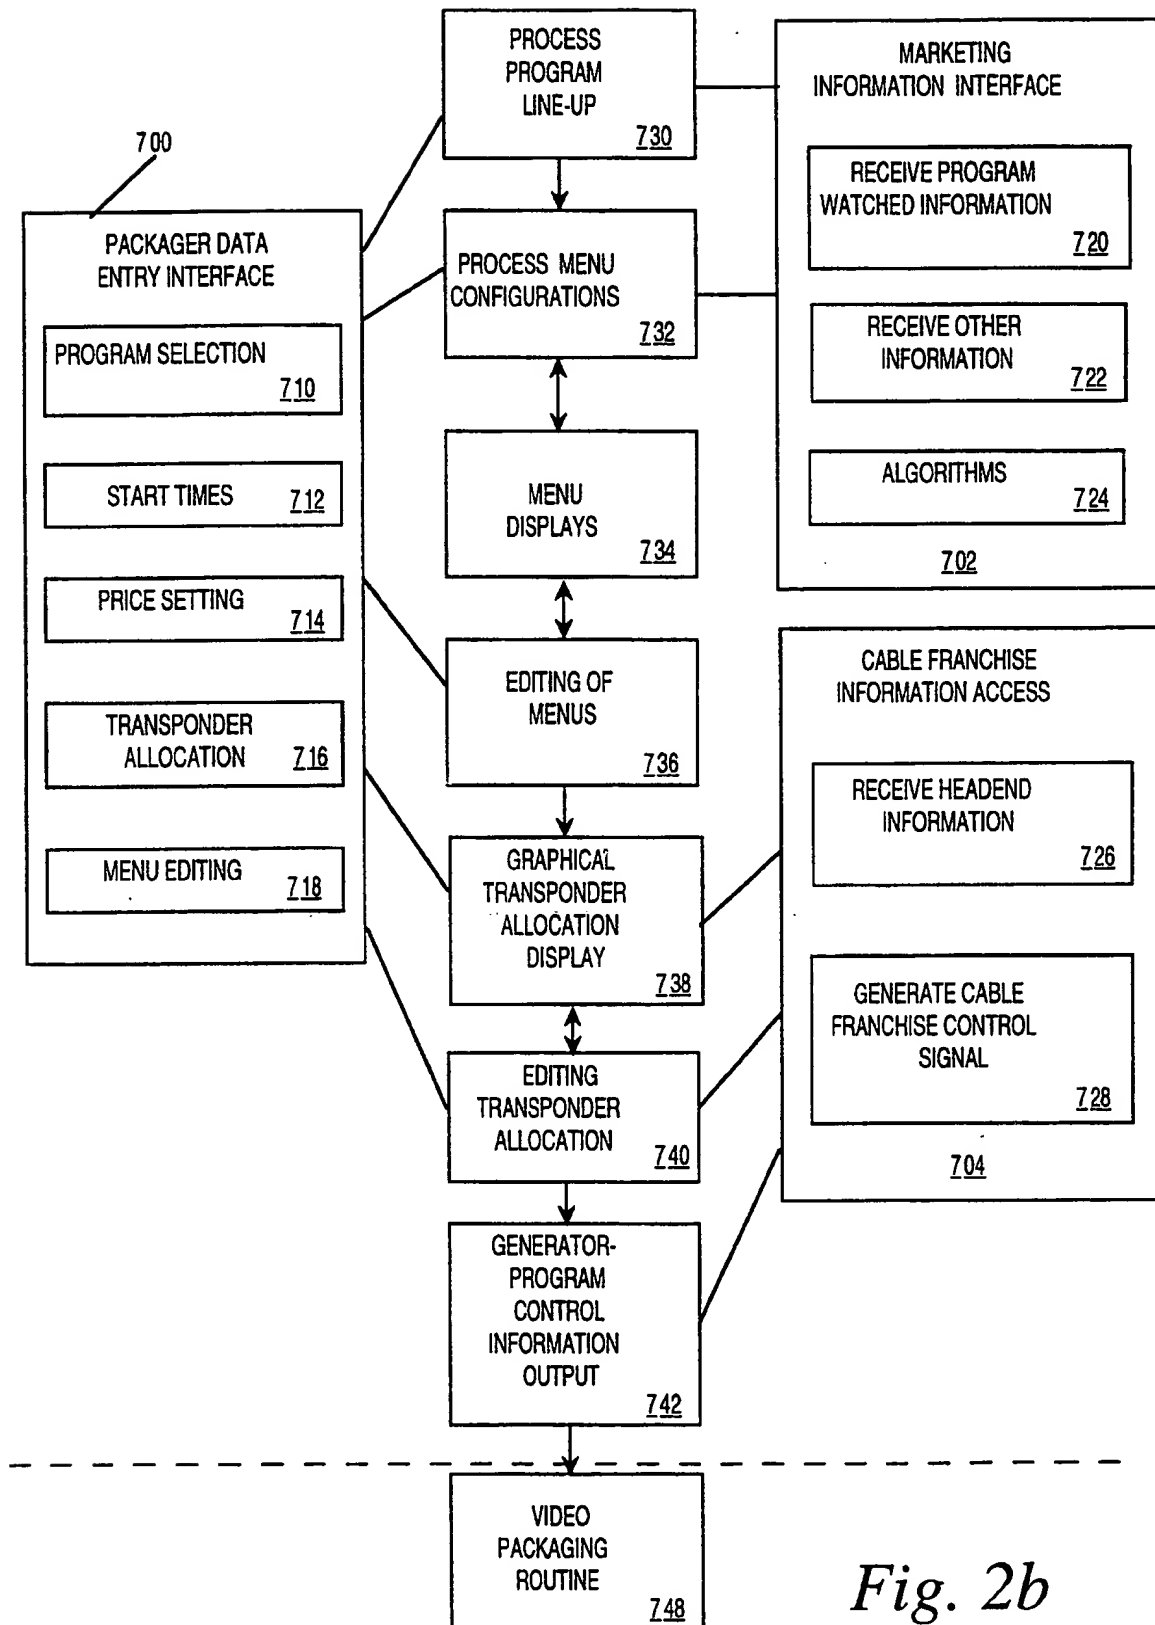 PROCESS
PROGRAM
LINE-UP
730
MARKETING
INFORMATION INTERFACE
RECEIVE PROGRAM
WATCHED INFORMATION
720
RECEIVE OTHER
INFORMATION
722
ALGORITHMS
724
702
700
PACKAGER DATA
ENTRY INTERFACE
PROGRAM SELECTION
710
START TIMES 712
PRICE SETTING 714
TRANSPONDER
ALLOCATION 716
MENU EDITING 718
PROCESS MENU
CONFIGURATIONS
732
MENU
DISPLAYS
734
EDITING OF
MENUS
736
GRAPHICAL
TRANSPONDER
ALLOCATION
DISPLAY
738
EDITING
TRANSPONDER
ALLOCATION
740
GENERATOR-
PROGRAM
CONTROL
INFORMATION
OUTPUT
742
CABLE FRANCHISE
INFORMATION ACCESS
RECEIVE HEADEND
INFORMATION
726
GENERATE CABLE
FRANCHISE CONTROL
SIGNAL
728
704
VIDEO
PACKAGING
ROUTINE
748
Fig. 2b